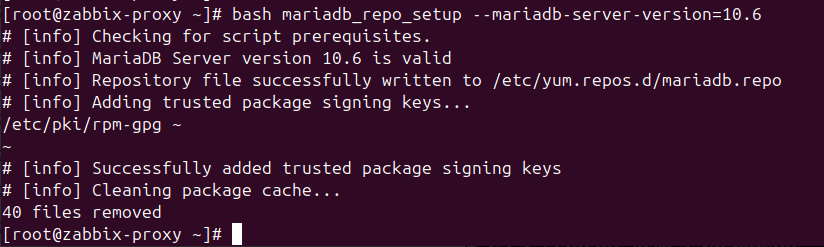 [root@zabbix-proxy ~]# bash mariadb_repo_setup --mariadb-server-version=10.6
# [info] Checking for script prerequisites.
# [info] MariaDB Server version 10.6 is valid
# [info] Repository file successfully written to /etc/yum.repos.d/mariadb.repo
# [info] Adding trusted package signing keys...
/etc/pki/rpm-gpg ~
~
# [info] Successfully added trusted package signing keys
# [info] Cleaning package cache...
40 files removed
[root@zabbix-proxy ~]#